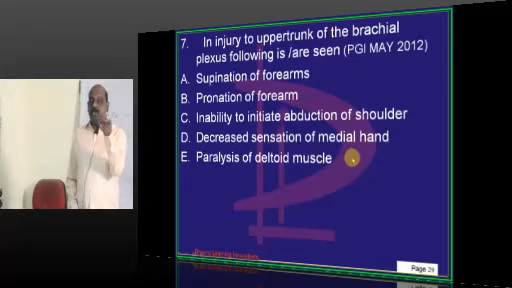 7. In injury to uppertrunk of the brachial
plexus following is /are seen (PGI MAY 2012)
A. Supination of forearms
B. Pronation of forearm
C. Inability to initiate abduction of shoulder
D. Decreased sensation of medial hand
E. Paralysis of deltoid muscle
Page 29